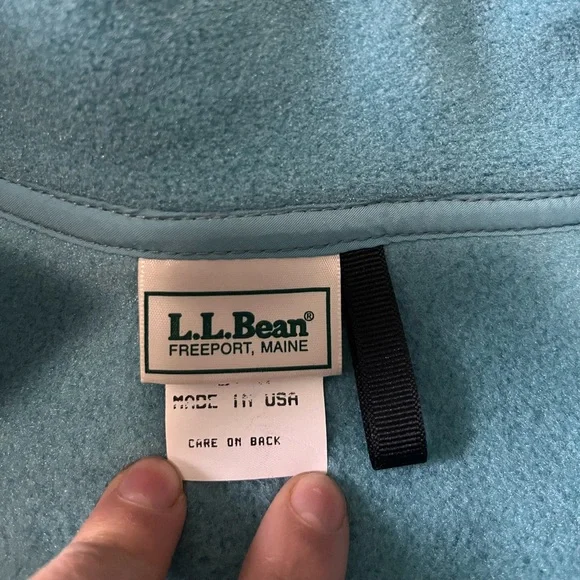 L.L.Bean®
FREEPORT, MAINE
MADE IN USA
CARE ON BACK